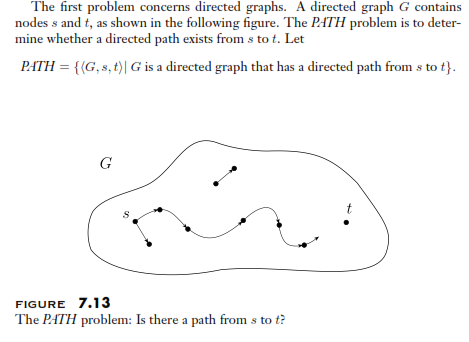 The first problem concerns directed graphs. A directed graph G contains
nodes s and t, as shown in the following figure. The PATH problem is to deter-
mine whether a directed path exists from s to t. Let
PATH = {⟨G, s, t⟩| G is a directed graph that has a directed path from s to t}.
G
s
t
FIGURE 7.13
The PATH problem: Is there a path from s to t?